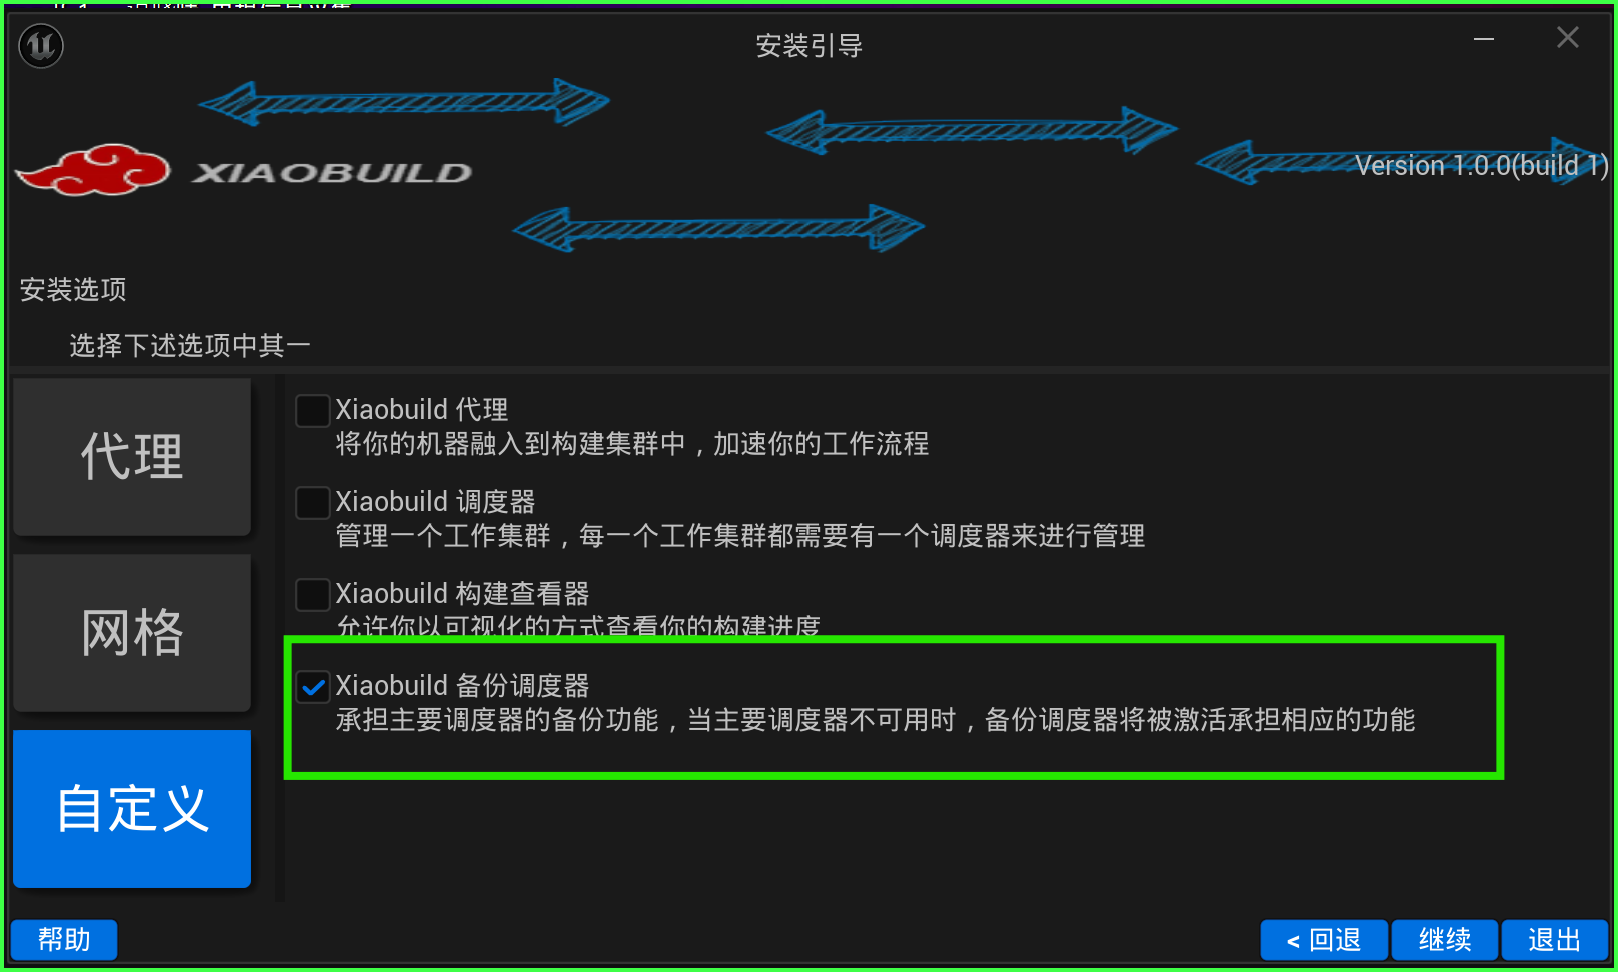 安装引导
XIAOBUILD
Version 1.0.0(build 1)
安装选项
选择下述选项中其一
代理
网格
自定义
Xiaobuild 代理
将你的机器融入到构建集群中，加速你的工作流程
Xiaobuild 调度器
管理一个工作集群，每一个工作集群都需要有一个调度器来进行管理
Xiaobuild 构建查看器
允许你以可视化的方式查看你的构建进度
Xiaobuild 备份调度器
承担主要调度器的备份功能，当主要调度器不可用时，备份调度器将被激活承担相应的功能
帮助
< 回退
继续
退出